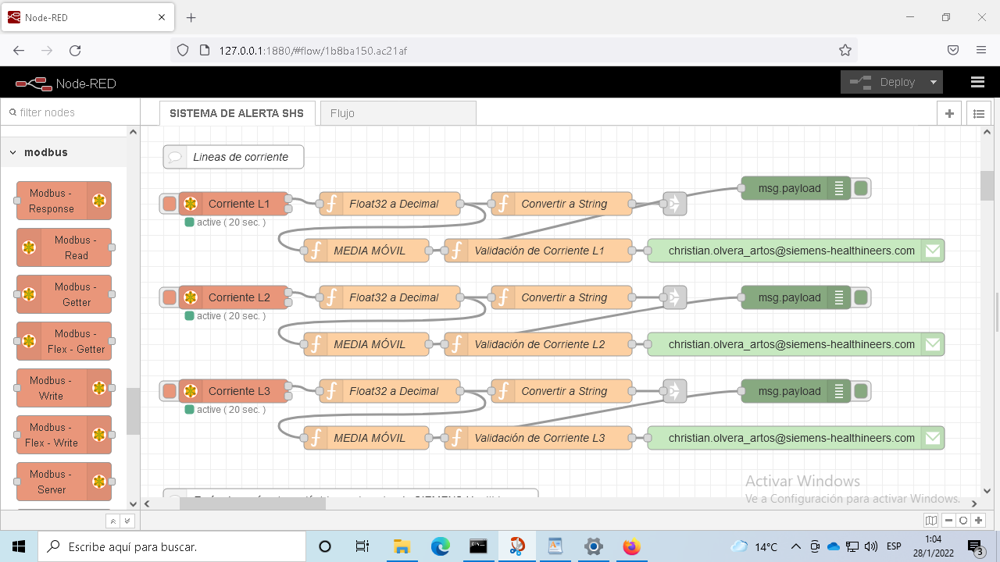 Node-RED
127.0.0.1:1880/#flow/1b8ba150.ac21af
Node-RED
Deploy
filter nodes
SISTEMA DE ALERTA SHS
Flujo
modbus
Modbus -
Response
Modbus -
Read
Modbus -
Getter
Modbus -
Flex - Getter
Modbus -
Write
Modbus -
Flex - Write
Modbus -
Server
Lineas de corriente
msg.payload
Corriente L1
Float32 a Decimal
Convertir a String
active ( 20 sec. )
MEDIA MÓVIL
Validación de Corriente L1
christian.olvera_artos@siemens-healthineers.com
Corriente L2
Float32 a Decimal
Convertir a String
msg.payload
active ( 20 sec. )
MEDIA MÓVIL
Validación de Corriente L2
christian.olvera_artos@siemens-healthineers.com
Corriente L3
Float32 a Decimal
Convertir a String
msg.payload
active ( 20 sec. )
MEDIA MÓVIL
Validación de Corriente L3
christian.olvera_artos@siemens-healthineers.com
Activar Windows
Ve a Configuración para activar Windows.
Escribe aquí para buscar.
14°C
ESP
1:04
28/1/2022
3